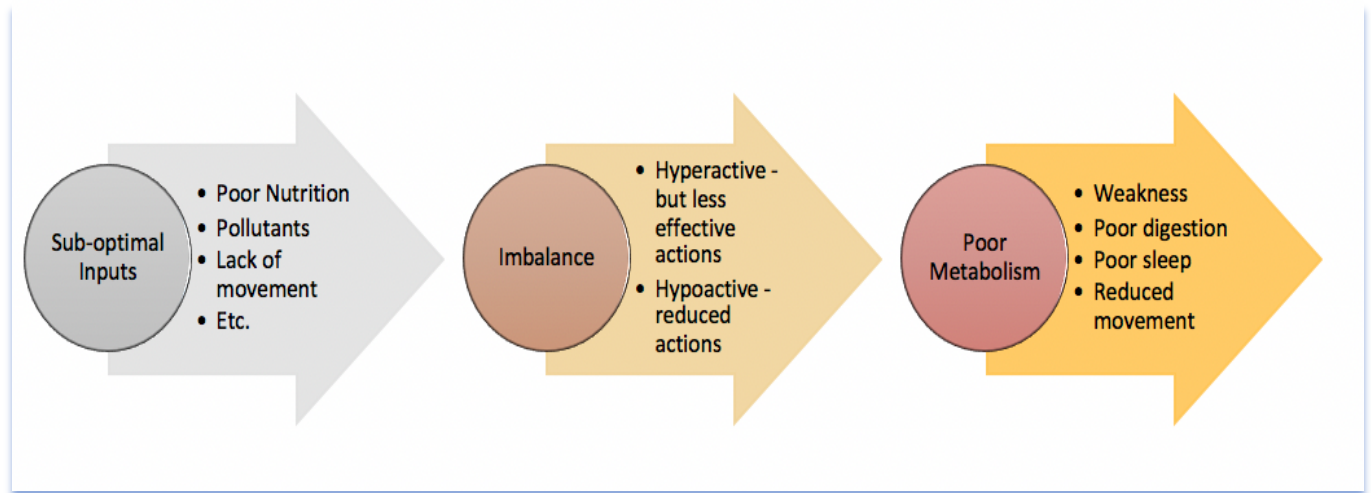 Sub-optimal
Inputs
• Poor Nutrition
• Pollutants
• Lack of
movement
• Etc.
Imbalance
• Hyperactive -
but less
effective
actions
• Hypoactive -
reduced
actions
Poor
Metabolism
• Weakness
• Poor digestion
• Poor sleep
• Reduced
movement